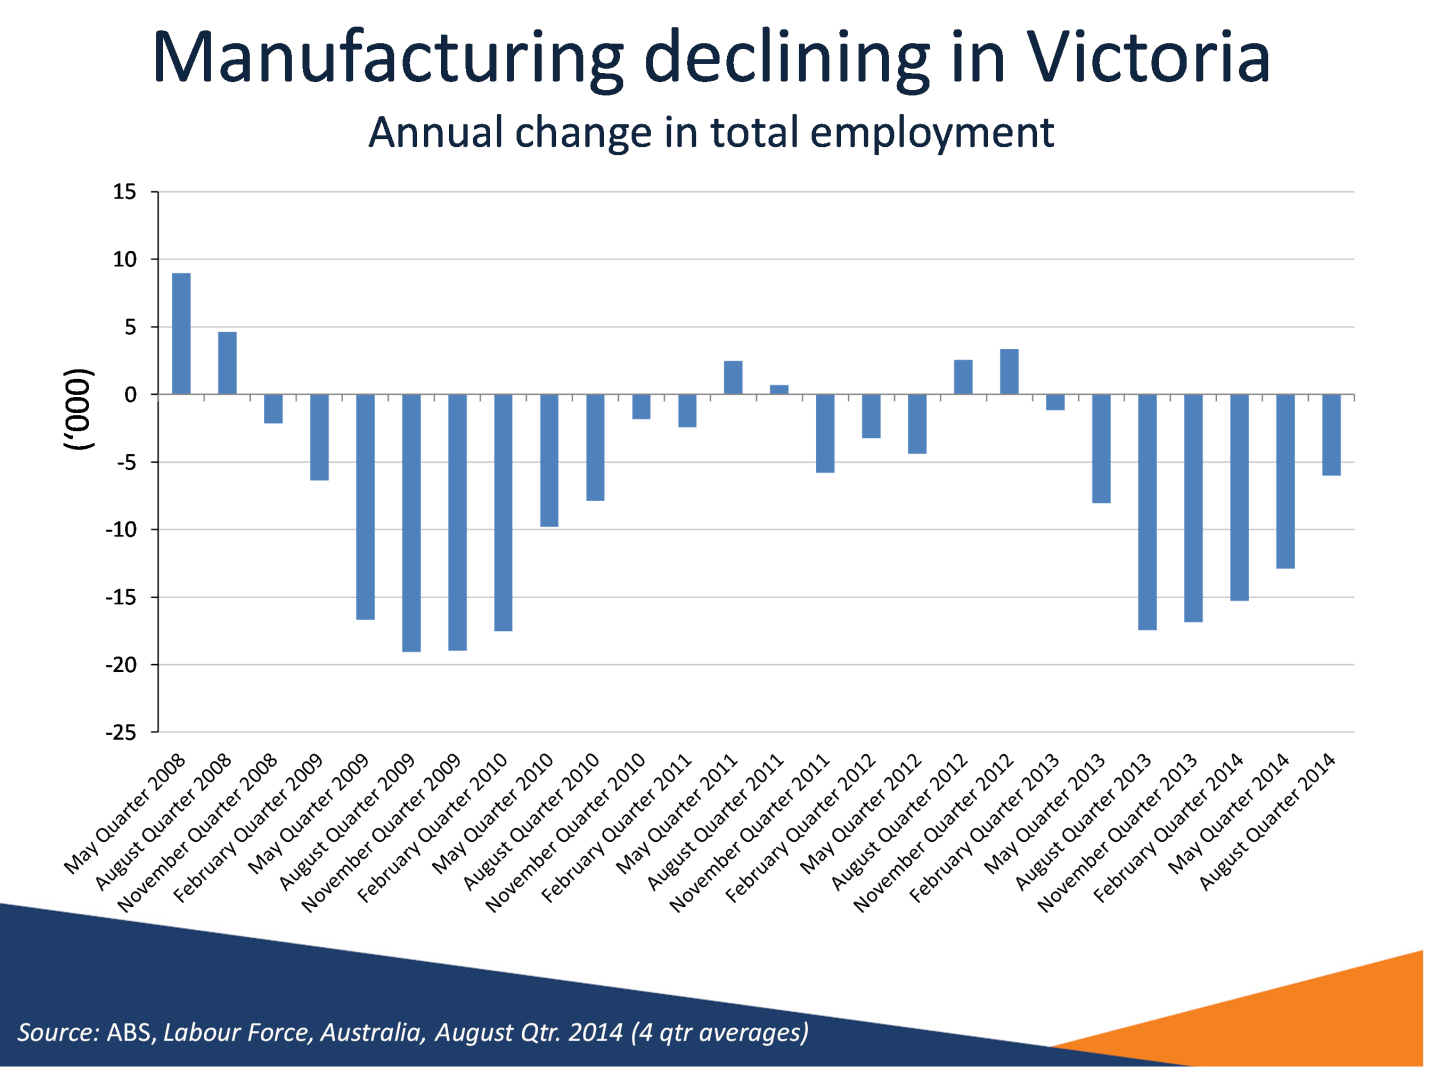 Manufacturing declining in Victoria
Annual change in total employment
15
10
5
0
-5
-10
-15
-20
-25
('000)
May Quarter 2008
August Quarter 2008
November Quarter 2008
February Quarter 2009
May Quarter 2009
August Quarter 2009
November Quarter 2009
February Quarter 2010
May Quarter 2010
August Quarter 2010
November Quarter 2010
February Quarter 2011
May Quarter 2011
August Quarter 2011
November Quarter 2011
February Quarter 2012
May Quarter 2012
August Quarter 2012
November Quarter 2012
February Quarter 2013
May Quarter 2013
August Quarter 2013
November Quarter 2013
February Quarter 2014
May Quarter 2014
August Quarter 2014
Source: ABS, Labour Force, Australia, August Qtr. 2014 (4 qtr averages)